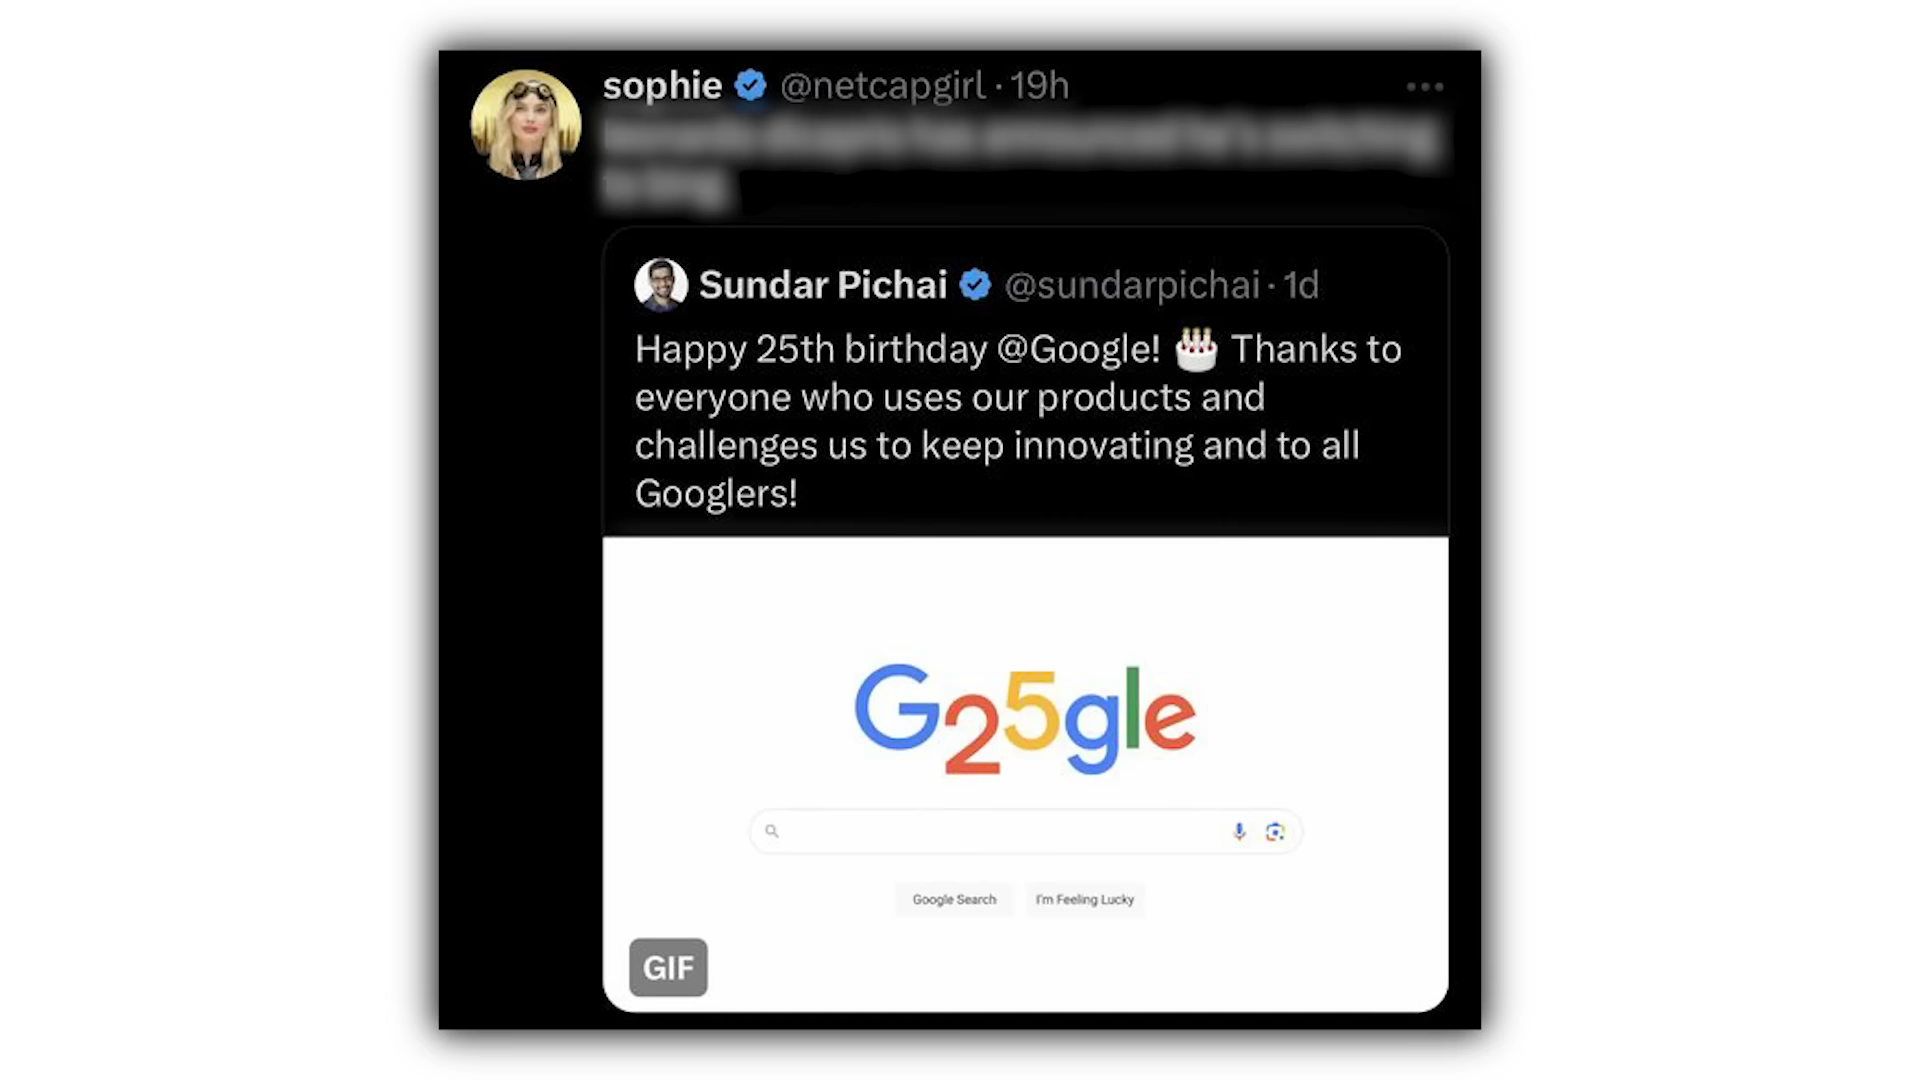 sophie @netcapgirl · 19h
Sundar Pichai @sundarpichai · 1d
Happy 25th birthday @Google! 🎂 Thanks to
everyone who uses our products and
challenges us to keep innovating and to all
Googlers!
G25gle
Google Search I'm Feeling Lucky
GIF